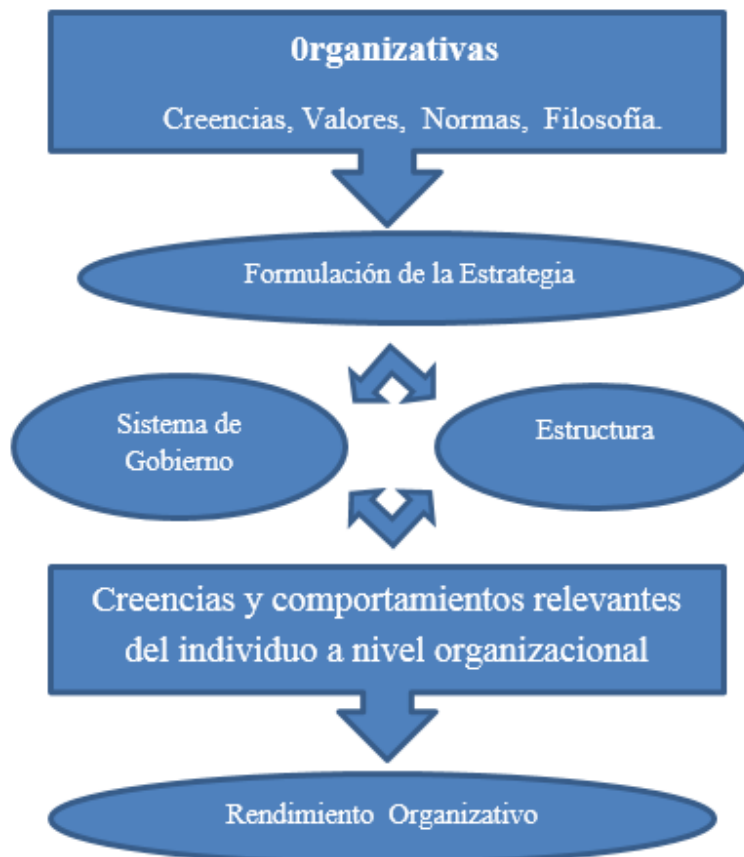 0rganizativas
Creencias, Valores, Normas, Filosofía.
Formulación de la Estrategia
Sistema de
Gobierno
Estructura
Creencias y comportamientos relevantes
del individuo a nivel organizacional
Rendimiento Organizativo